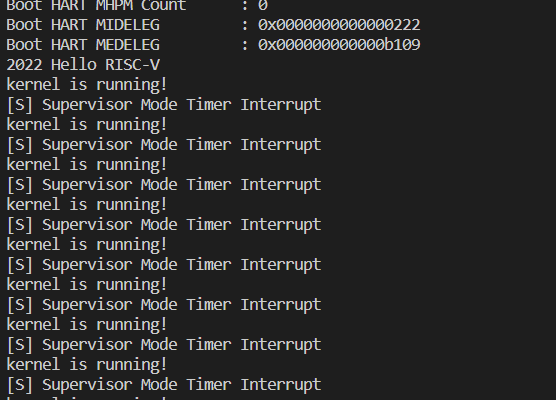 Boot HART MHPM Count      : 0
Boot HART MIDELEG         : 0x0000000000000222
Boot HART MEDELEG         : 0x000000000000b109
2022 Hello RISC-V
kernel is running!
[S] Supervisor Mode Timer Interrupt
kernel is running!
[S] Supervisor Mode Timer Interrupt
kernel is running!
[S] Supervisor Mode Timer Interrupt
kernel is running!
[S] Supervisor Mode Timer Interrupt
kernel is running!
[S] Supervisor Mode Timer Interrupt
kernel is running!
[S] Supervisor Mode Timer Interrupt
kernel is running!
[S] Supervisor Mode Timer Interrupt
kernel is running!
[S] Supervisor Mode Timer Interrupt
kernel is running!